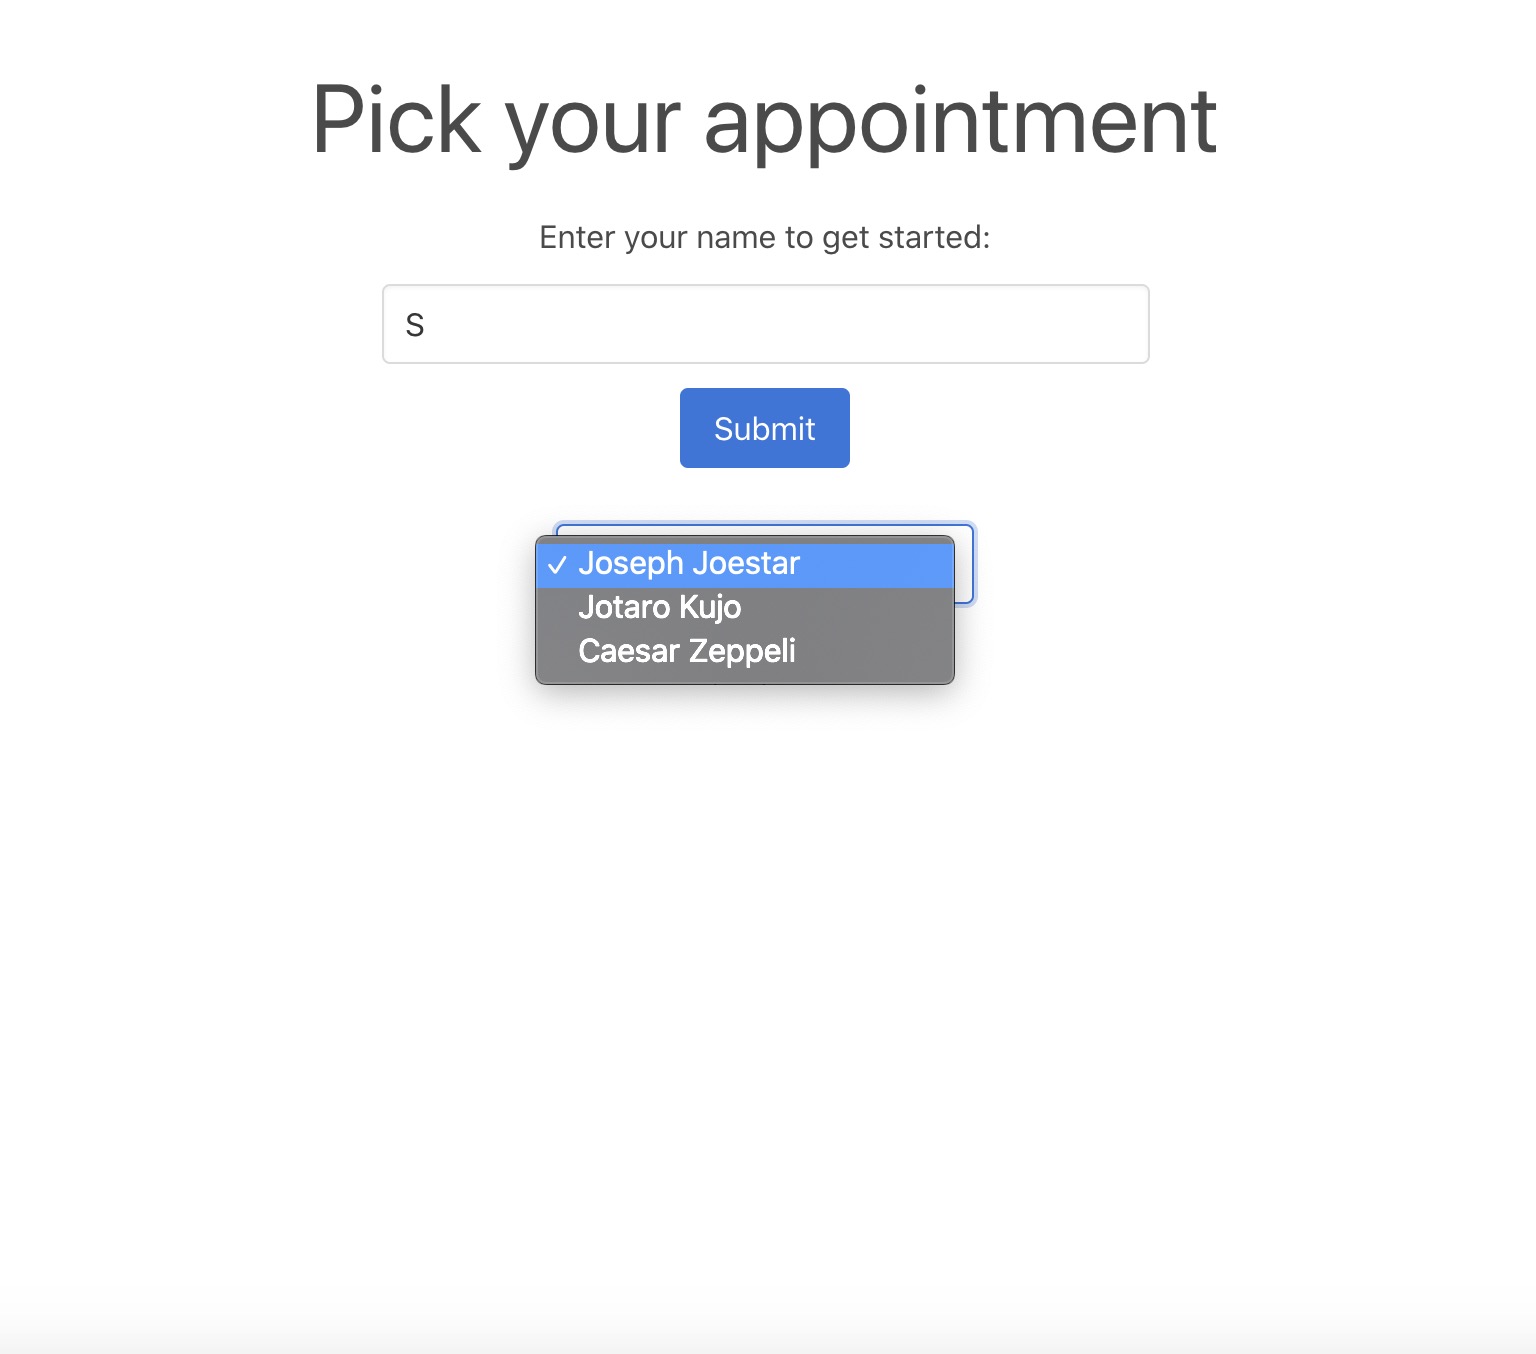 Pick your appointment
Enter your name to get started:
S
Submit
✓ Joseph Joestar
Jotaro Kujo
Caesar Zeppeli